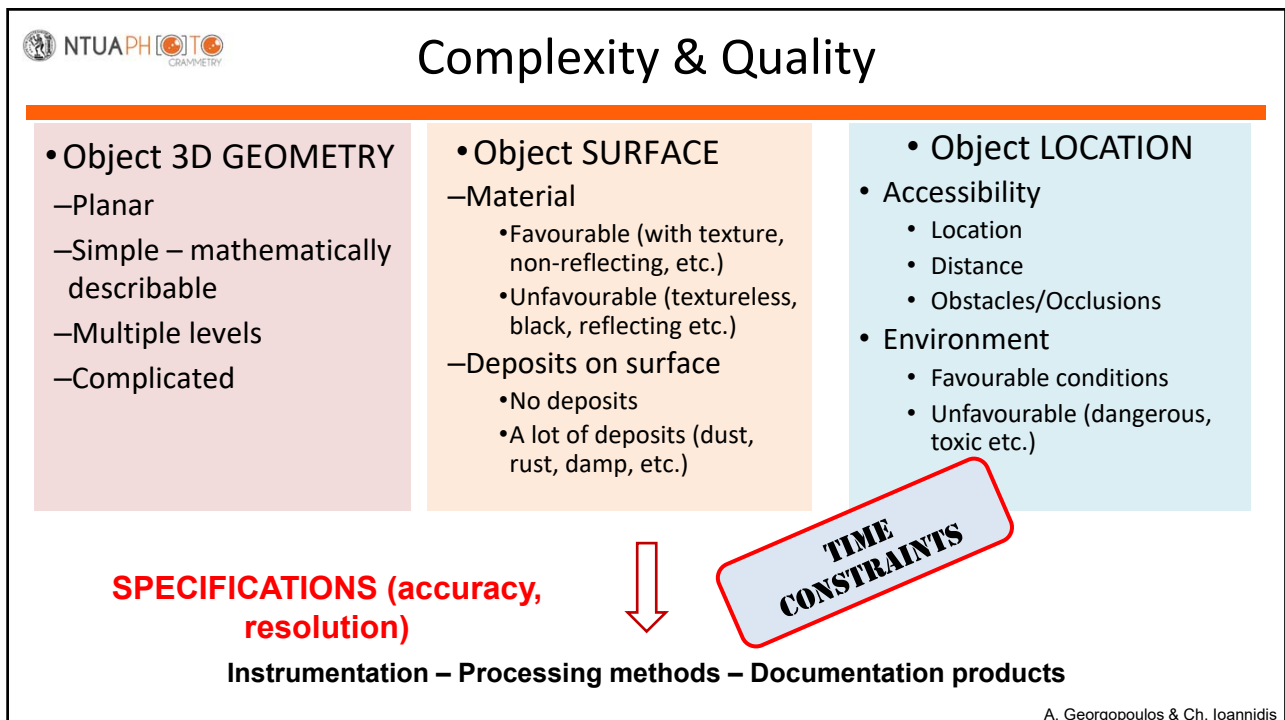 NTUAPH[O]TO
GRAMMETRY
Complexity & Quality
•Object 3D GEOMETRY
–Planar
–Simple – mathematically
describable
–Multiple levels
–Complicated
•Object SURFACE
–Material
•Favourable (with texture,
non-reflecting, etc.)
•Unfavourable (textureless,
black, reflecting etc.)
–Deposits on surface
•No deposits
•A lot of deposits (dust,
rust, damp, etc.)
• Object LOCATION
• Accessibility
• Location
• Distance
• Obstacles/Occlusions
• Environment
• Favourable conditions
• Unfavourable (dangerous,
toxic etc.)
TIME
CONSTRAINTS
SPECIFICATIONS (accuracy,
resolution)
Instrumentation – Processing methods – Documentation products
A. Georgopoulos & Ch. Ioannidis